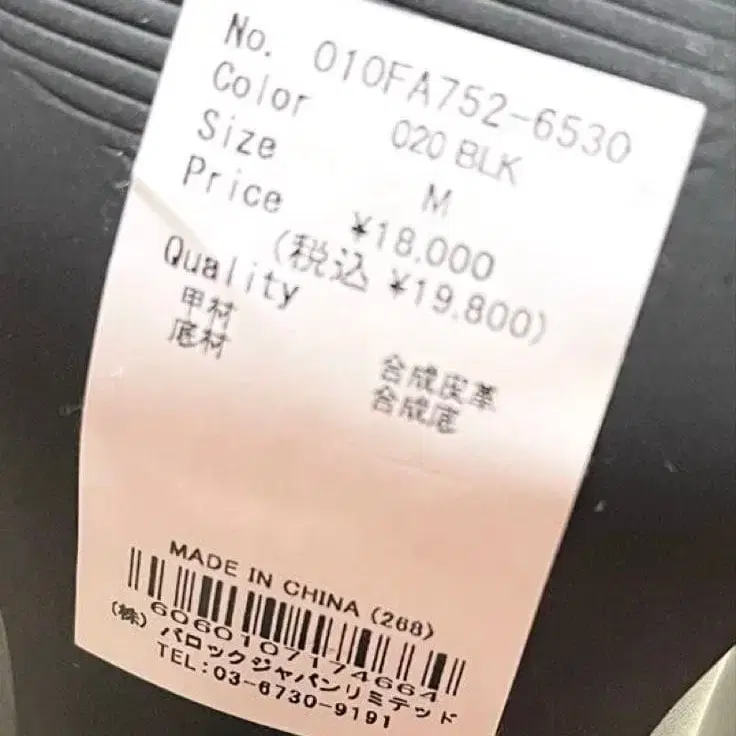 No. 010FA752-6530
Color 020 BLK
Size M
Price ¥18,000
(税込 ¥19,800)
Quality
甲材 合成皮革
底材 合成底
MADE IN CHINA (268)
6060107174664
(株)バロックジャパンリミテッド
TEL:03-6730-9191